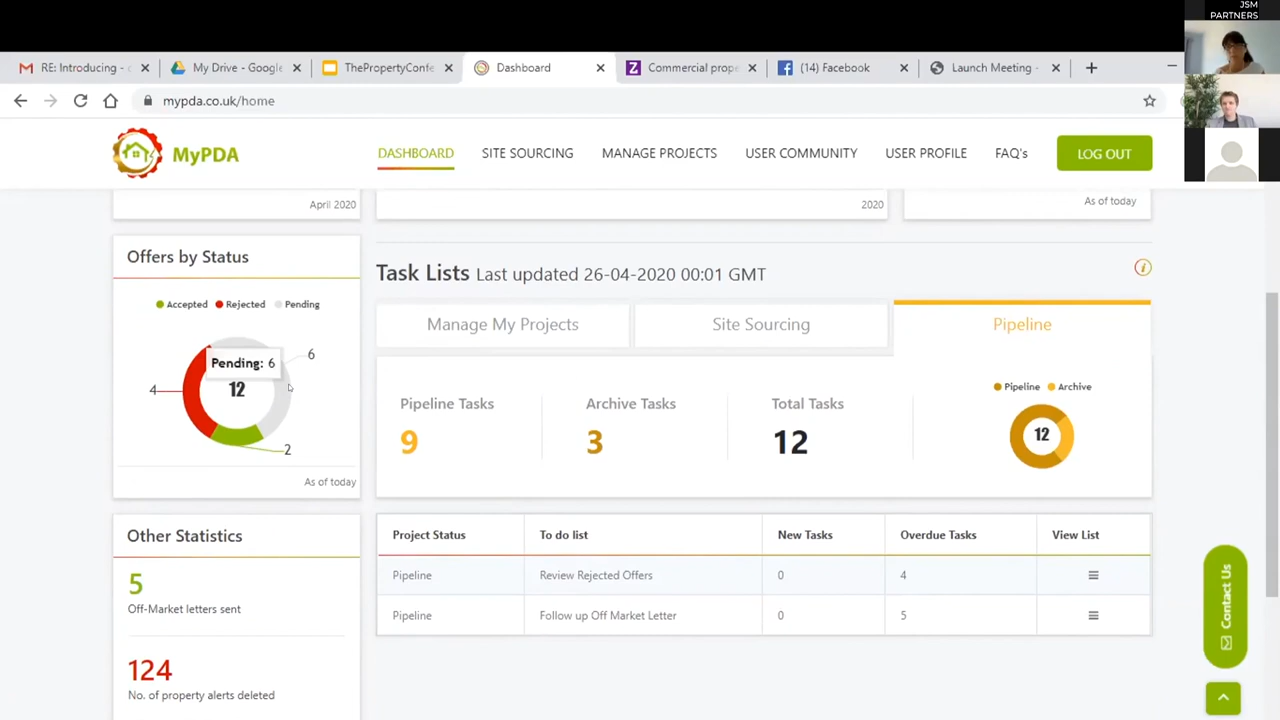 JSM
PARTNERS
RE: Introducing - c
My Drive - Google
ThePropertyConfe
Dashboard
Commercial prope
(14) Facebook
Launch Meeting -
mypda.co.uk/home
MyPDA
DASHBOARD
SITE SOURCING
MANAGE PROJECTS
USER COMMUNITY
USER PROFILE
FAQ's
LOG OUT
April 2020
2020
As of today
Offers by Status
Accepted Rejected Pending
Pending: 6
6
4
12
2
As of today
Task Lists Last updated 26-04-2020 00:01 GMT
Manage My Projects
Site Sourcing
Pipeline
Pipeline Tasks
9
Archive Tasks
3
Total Tasks
12
Pipeline Archive
12
Other Statistics
5
Off-Market letters sent
124
No. of property alerts deleted
Project Status To do list New Tasks Overdue Tasks View List
Pipeline Review Rejected Offers 0 4
Pipeline Follow up Off Market Letter 0 5
Contact Us